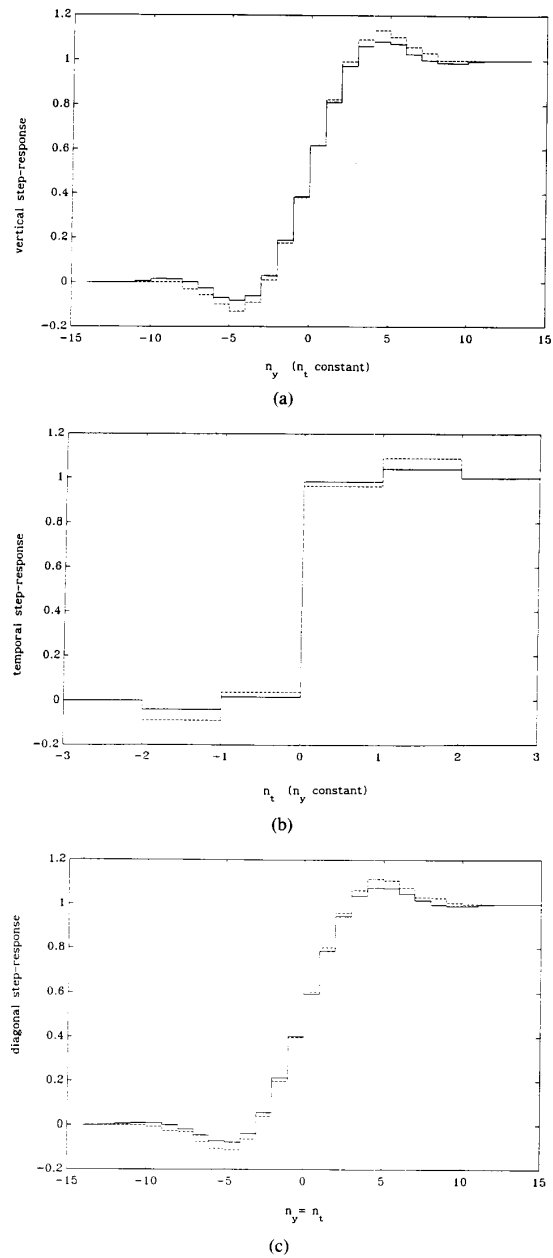 1.2
1
0.8
0.6
0.4
0.2
0
-0.2
vertical step-response
-15 -10 -5 0 5 10 15
n_y (n_t constant)
(a)
1.2
1
0.8
0.6
0.4
0.2
0
-0.2
temporal step-response
-3 -2 -1 0 1 2 3
n_t (n_y constant)
(b)
1.2
1
0.8
0.6
0.4
0.2
0
-0.2
diagonal step-response
-15 -10 -5 0 5 10 15
n_y = n_t
(c)